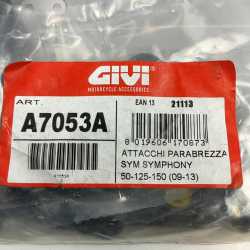 GIVI
MOTORCYCLE ACCESSORIES
ART.
EAN 13
21113
A7053A
8 019606 170873
ATTACCHI PARABREZZA
SYM SYMPHONY
50-125-150 (09-13)